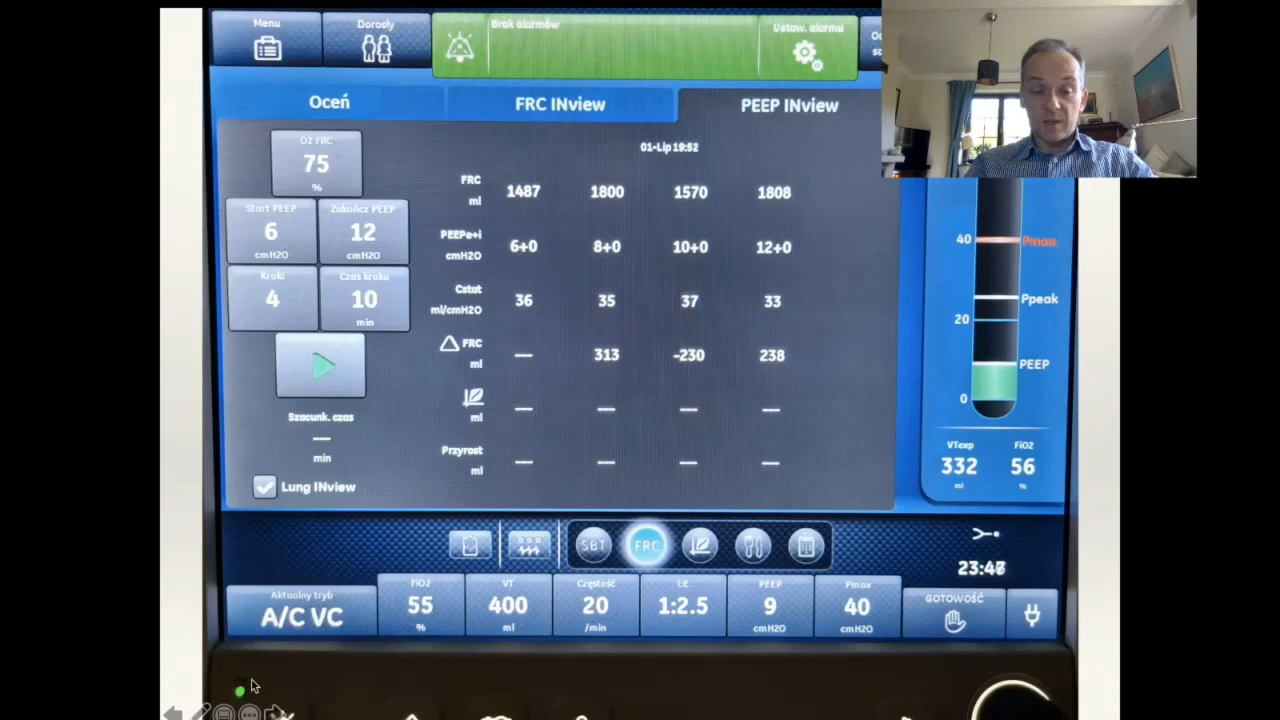 Menu
Dorosły
Brak alarmów
Ustaw. alarmu
Oceń
FRC INview
PEEP INview
O2 FRC
75
%
Start PEEP
6
cmH2O
Zakończ PEEP
12
cmH2O
Kroki
4
Czas kroku
10
min
Szacunk. czas
—
min
Lung INview
01-Lip 19:52
FRC
ml
1487 1800 1570 1808
PEEPe+i
cmH2O
6+0 8+0 10+0 12+0
Cstat
ml/cmH2O
36 35 37 33
FRC
ml
— 313 -230 238
ml
— — — —
Przyrost
ml
— — — —
40
Pmax
Ppeak
20
PEEP
0
VTexp
332
ml
FiO2
56
%
SBT
FRC
Aktualny tryb
A/C VC
FiO2
55
%
VT
400
ml
Częstość
20
/min
I:E
1:2.5
PEEP
9
cmH2O
Pmax
40
cmH2O
GOTOWOŚĆ